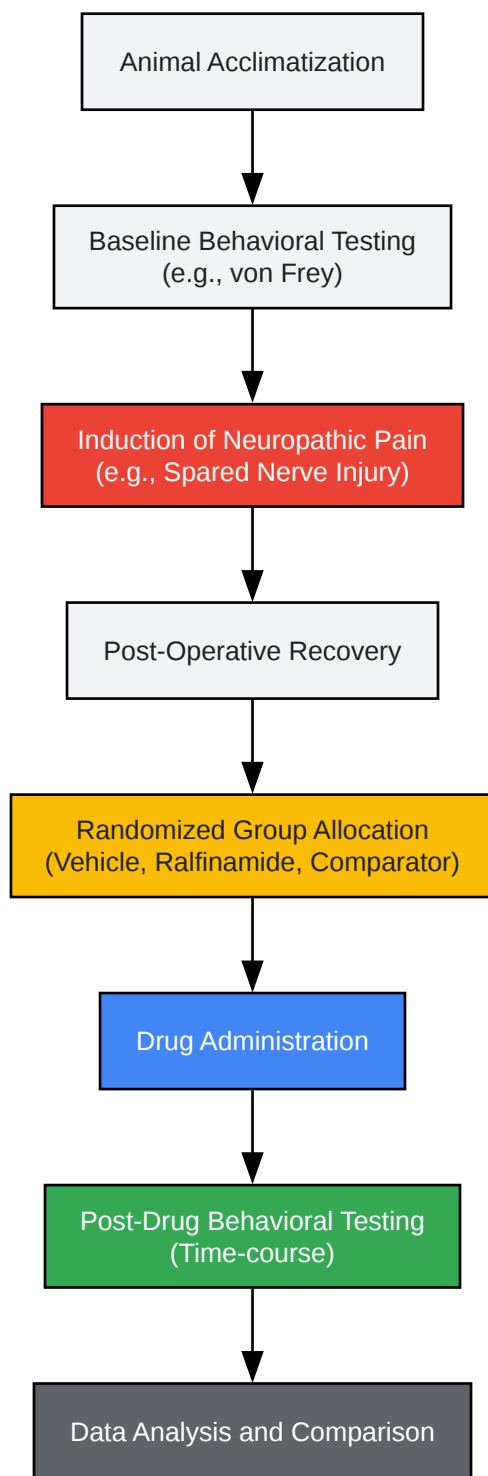 Animal Acclimatization
Baseline Behavioral Testing
(e.g., von Frey)
Induction of Neuropathic Pain
(e.g., Spared Nerve Injury)
Post-Operative Recovery
Randomized Group Allocation
(Vehicle, Ralfinamide, Comparator)
Drug Administration
Post-Drug Behavioral Testing
(Time-course)
Data Analysis and Comparison